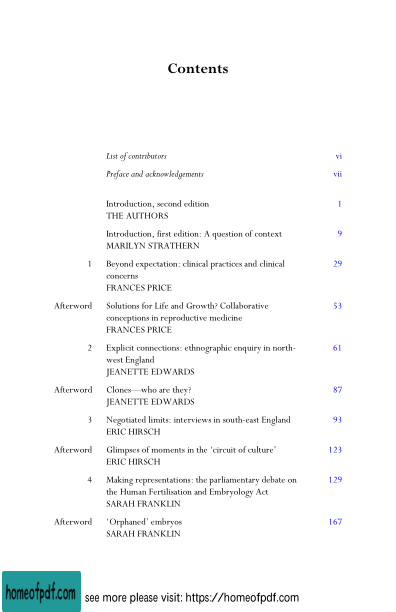 Contents
List of contributors vi
Preface and acknowledgements vii
Introduction, second edition 1
THE AUTHORS
Introduction, first edition: A question of context 9
MARILYN STRATHERN
1 Beyond expectation: clinical practices and clinical 29
concerns
FRANCES PRICE
Afterword Solutions for Life and Growth? Collaborative 53
conceptions in reproductive medicine
FRANCES PRICE
2 Explicit connections: ethnographic enquiry in north- 61
west England
JEANETTE EDWARDS
Afterword Clones—who are they? 87
JEANETTE EDWARDS
3 Negotiated limits: interviews in south-east England 93
ERIC HIRSCH
Afterword Glimpses of moments in the ‘circuit of culture’ 123
ERIC HIRSCH
4 Making representations: the parliamentary debate on 129
the Human Fertilisation and Embryology Act
SARAH FRANKLIN
Afterword ‘Orphaned’ embryos 167
SARAH FRANKLIN
homeofpdf.com see more please visit: https://homeofpdf.com